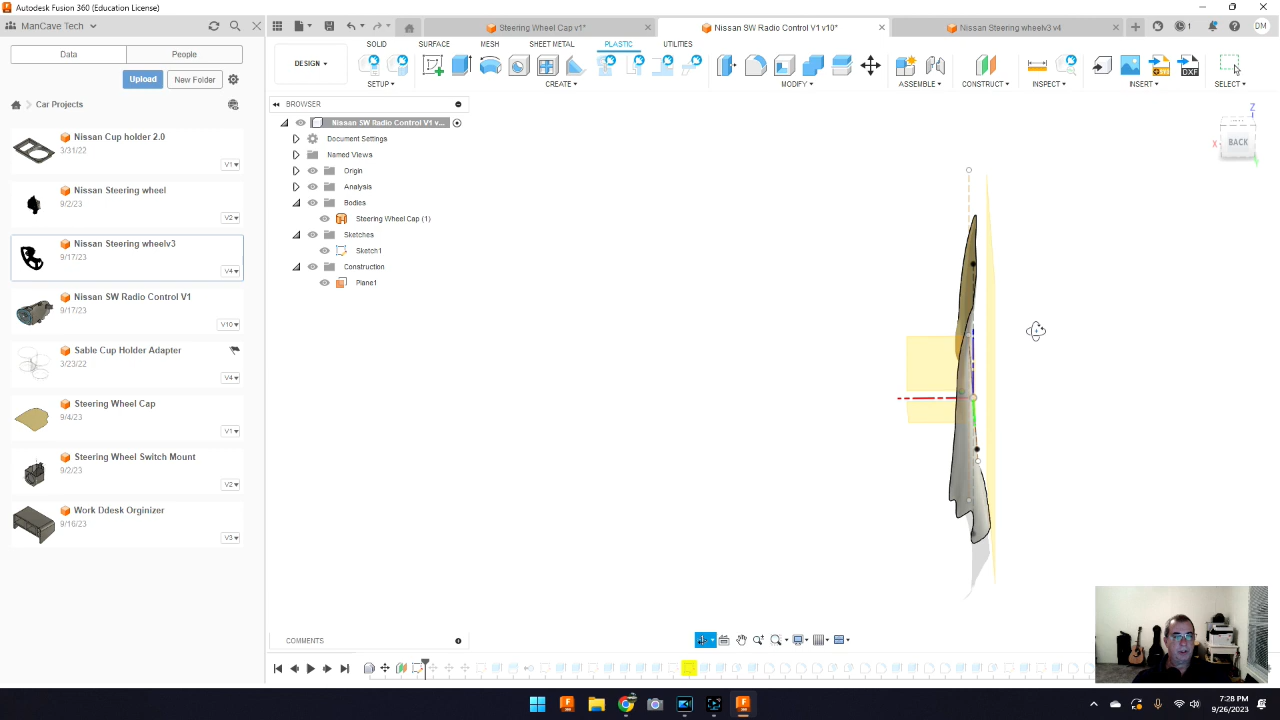 Autodesk Fusion 360 (Education License)
ManCave Tech
Steering Wheel Cap v1*
Nissan SW Radio Control V1 v10*
Nissan Steering wheelv3 v4
1
DM
Data
People
SOLID
SURFACE
MESH
SHEET METAL
PLASTIC
UTILITIES
DESIGN
Upload
New Folder
SETUP
CREATE
MODIFY
ASSEMBLE
CONSTRUCT
INSPECT
INSERT
SELECT
Car Projects
BROWSER
Nissan SW Radio Control V1 v...
Document Settings
Named Views
Origin
Analysis
Bodies
Steering Wheel Cap (1)
Sketches
Sketch1
Construction
Plane1
Z
X
BACK
Nissan Cup holder 2.0
3/31/22
V1
Nissan Steering wheel
9/2/23
V2
Nissan Steering wheelv3
9/17/23
V4
Nissan SW Radio Control V1
9/17/23
V10
Sable Cup Holder Adapter
3/23/22
V4
Steering Wheel Cap
9/4/23
V1
Steering Wheel Switch Mount
9/2/23
V2
Work Ddesk Orginizer
9/16/23
V3
COMMENTS
7:28 PM
9/26/2023